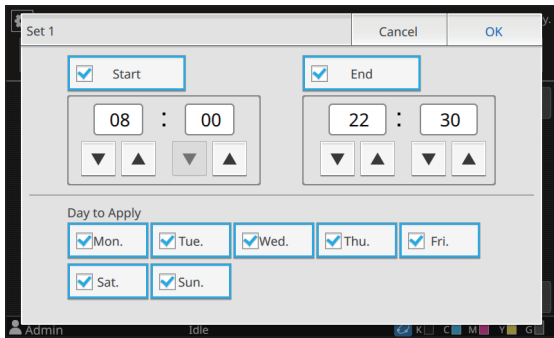 Set 1 Cancel OK
Start End
08 : 00 22 : 30
Day to Apply
Mon. Tue. Wed. Thu. Fri.
Sat. Sun.
Admin Idle K C M Y G